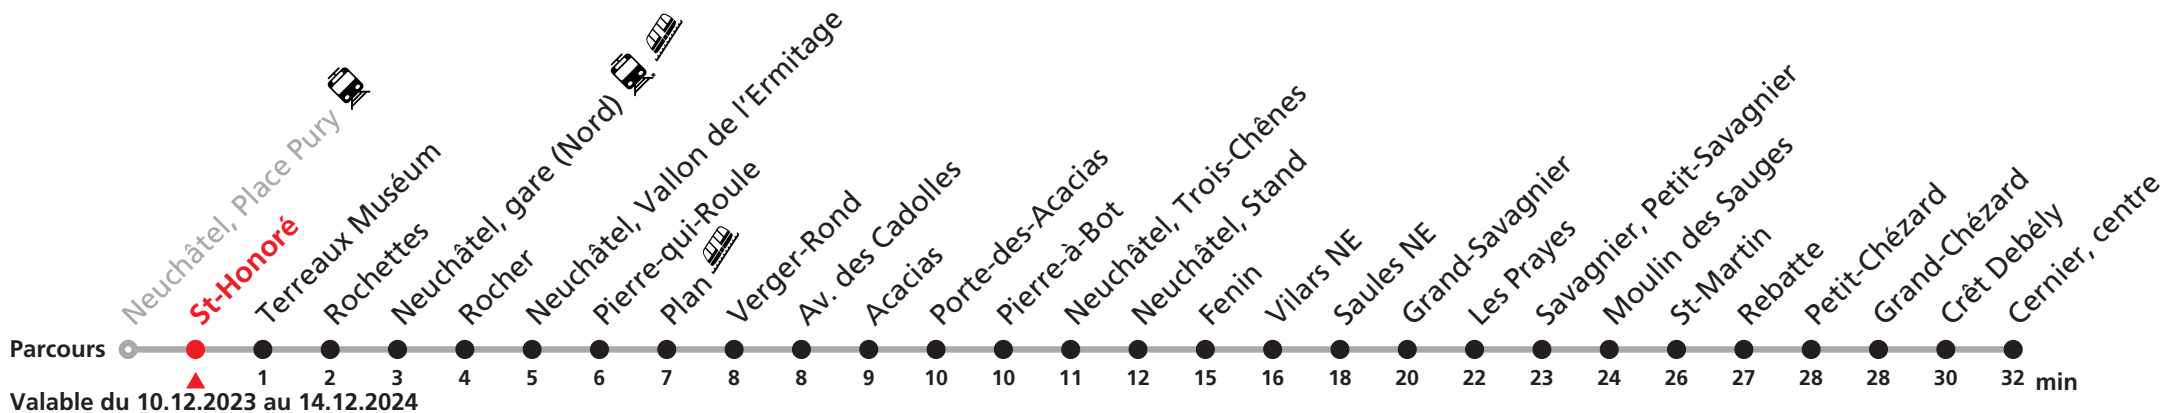 Neuchâtel, Place Pury
St-Honoré
Terreaux Muséum
Rochettes
Neuchâtel, gare (Nord)
Rocher
Neuchâtel, Vallon de l'Ermitage
Pierre-qui-Roule
Plan
Verger-Rond
Av. des Cadolles
Acacias
Porte-des-Acacias
Pierre-à-Bot
Neuchâtel, Trois-Chênes
Neuchâtel, Stand
Fenin
Vilars NE
Saules NE
Grand-Savagnier
Les Prayes
Savagnier, Petit-Savagnier
Moulin des Sauges
St-Martin
Rebatte
Petit-Chézard
Grand-Chézard
Crêt Debély
Cernier, centre
Parcours
1 2 3 4 5 6 7 8 8 9 10 10 11 12 15 16 18 20 22 23 24 26 27 28 28 30 32 min
Valable du 10.12.2023 au 14.12.2024